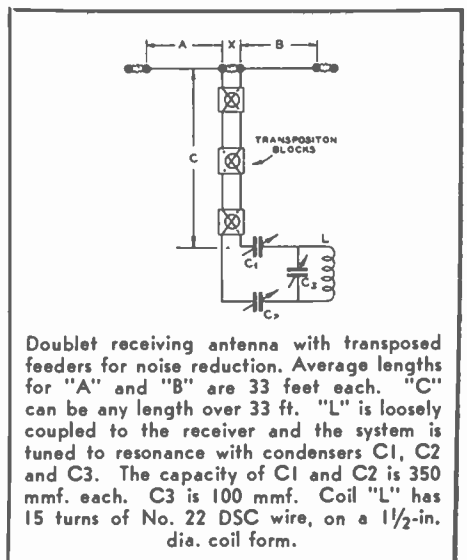 A X B
TRANSPOSITON
BLOCKS
C
L
C1
C3
C2
Doublet receiving antenna with transposed
feeders for noise reduction. Average lengths
for "A" and "B" are 33 feet each. "C"
can be any length over 33 ft. "L" is loosely
coupled to the receiver and the system is
tuned to resonance with condensers C1, C2
and C3. The capacity of C1 and C2 is 350
mmf. each. C3 is 100 mmf. Coil "L" has
15 turns of No. 22 DSC wire, on a 1½-in.
dia. coil form.